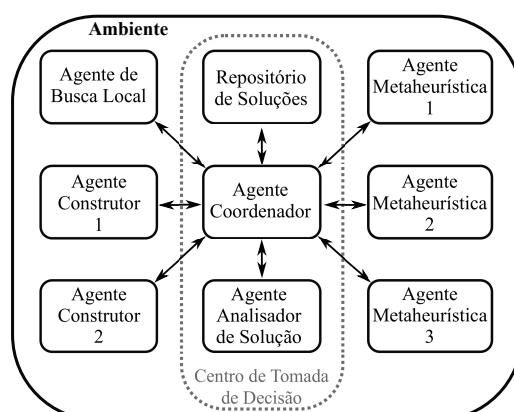 Ambiente
Agente de
Busca Local
Repositório
de Soluções
Agente
Metaheurística
1
Agente
Construtor
1
Agente
Coordenador
Agente
Metaheurística
2
Agente
Construtor
2
Agente
Analisador
de Solução
Agente
Metaheurística
3
Centro de Tomada
de Decisão